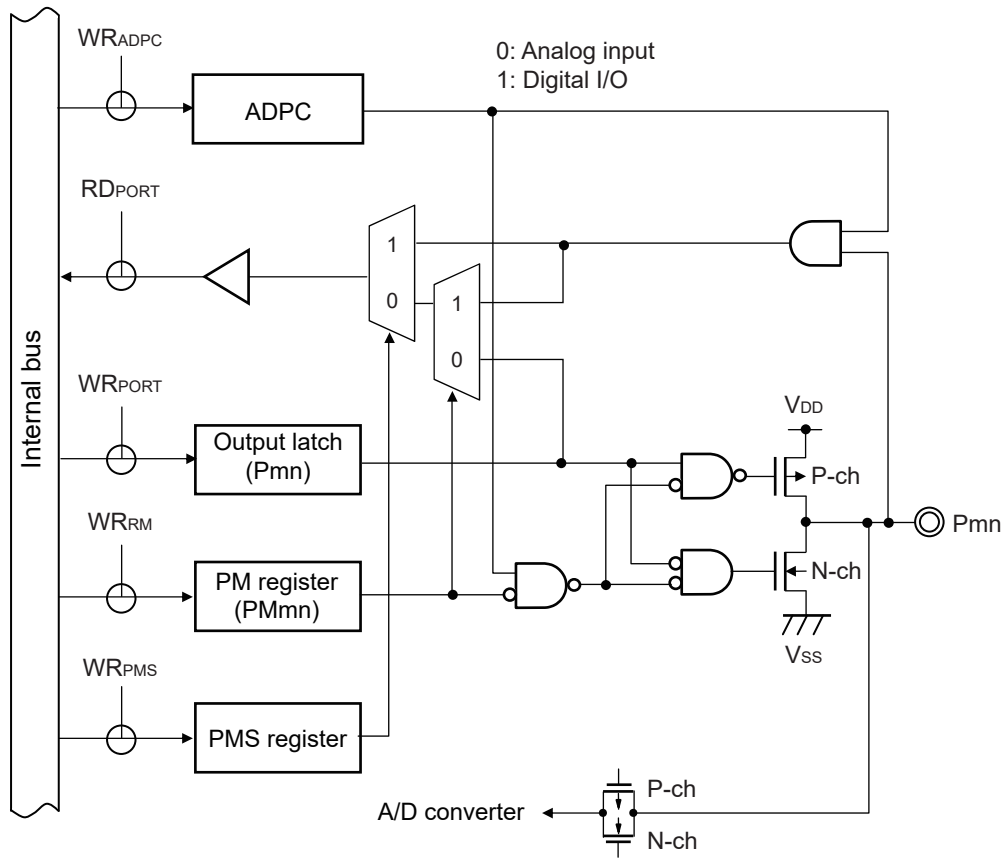 WRADPC
0: Analog input
1: Digital I/O
ADPC
RDPORT
1
0
1
0
Internal bus
WRPORT
Output latch
(Pmn)
VDD
P-ch
Pmn
WRRM
PM register
(PMmn)
N-ch
VSS
WRPMS
PMS register
P-ch
A/D converter
N-ch